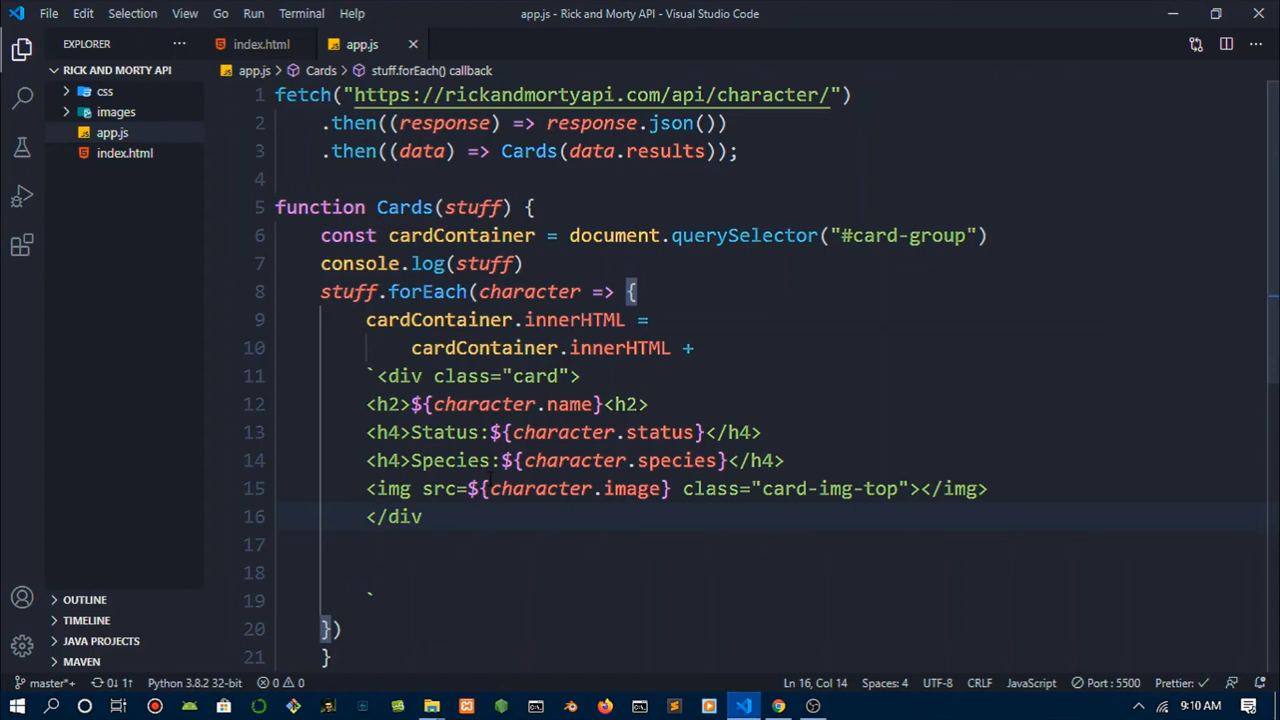 File Edit Selection View Go Run Terminal Help
app.js - Rick and Morty API - Visual Studio Code
EXPLORER
index.html
app.js
RICK AND MORTY API
css
images
app.js
index.html
app.js > Cards > stuff.forEach() callback
1 fetch("https://rickandmortyapi.com/api/character/")
2 .then((response) => response.json())
3 .then((data) => Cards(data.results));
4
5 function Cards(stuff) {
6 const cardContainer = document.querySelector("#card-group")
7 console.log(stuff)
8 stuff.forEach(character => {
9 cardContainer.innerHTML =
10 cardContainer.innerHTML +
11 `<div class="card">
12 <h2>${character.name}<h2>
13 <h4>Status:${character.status}</h4>
14 <h4>Species:${character.species}</h4>
15 <img src=${character.image} class="card-img-top"></img>
16 </div
17
18
19 `
20 })
21 }
OUTLINE
TIMELINE
JAVA PROJECTS
MAVEN
master*+ 0↓ 1↑ Python 3.8.2 32-bit 0 0 Ln 16, Col 14 Spaces: 4 UTF-8 CRLF JavaScript Port : 5500 Prettier: ✓
9:10 AM